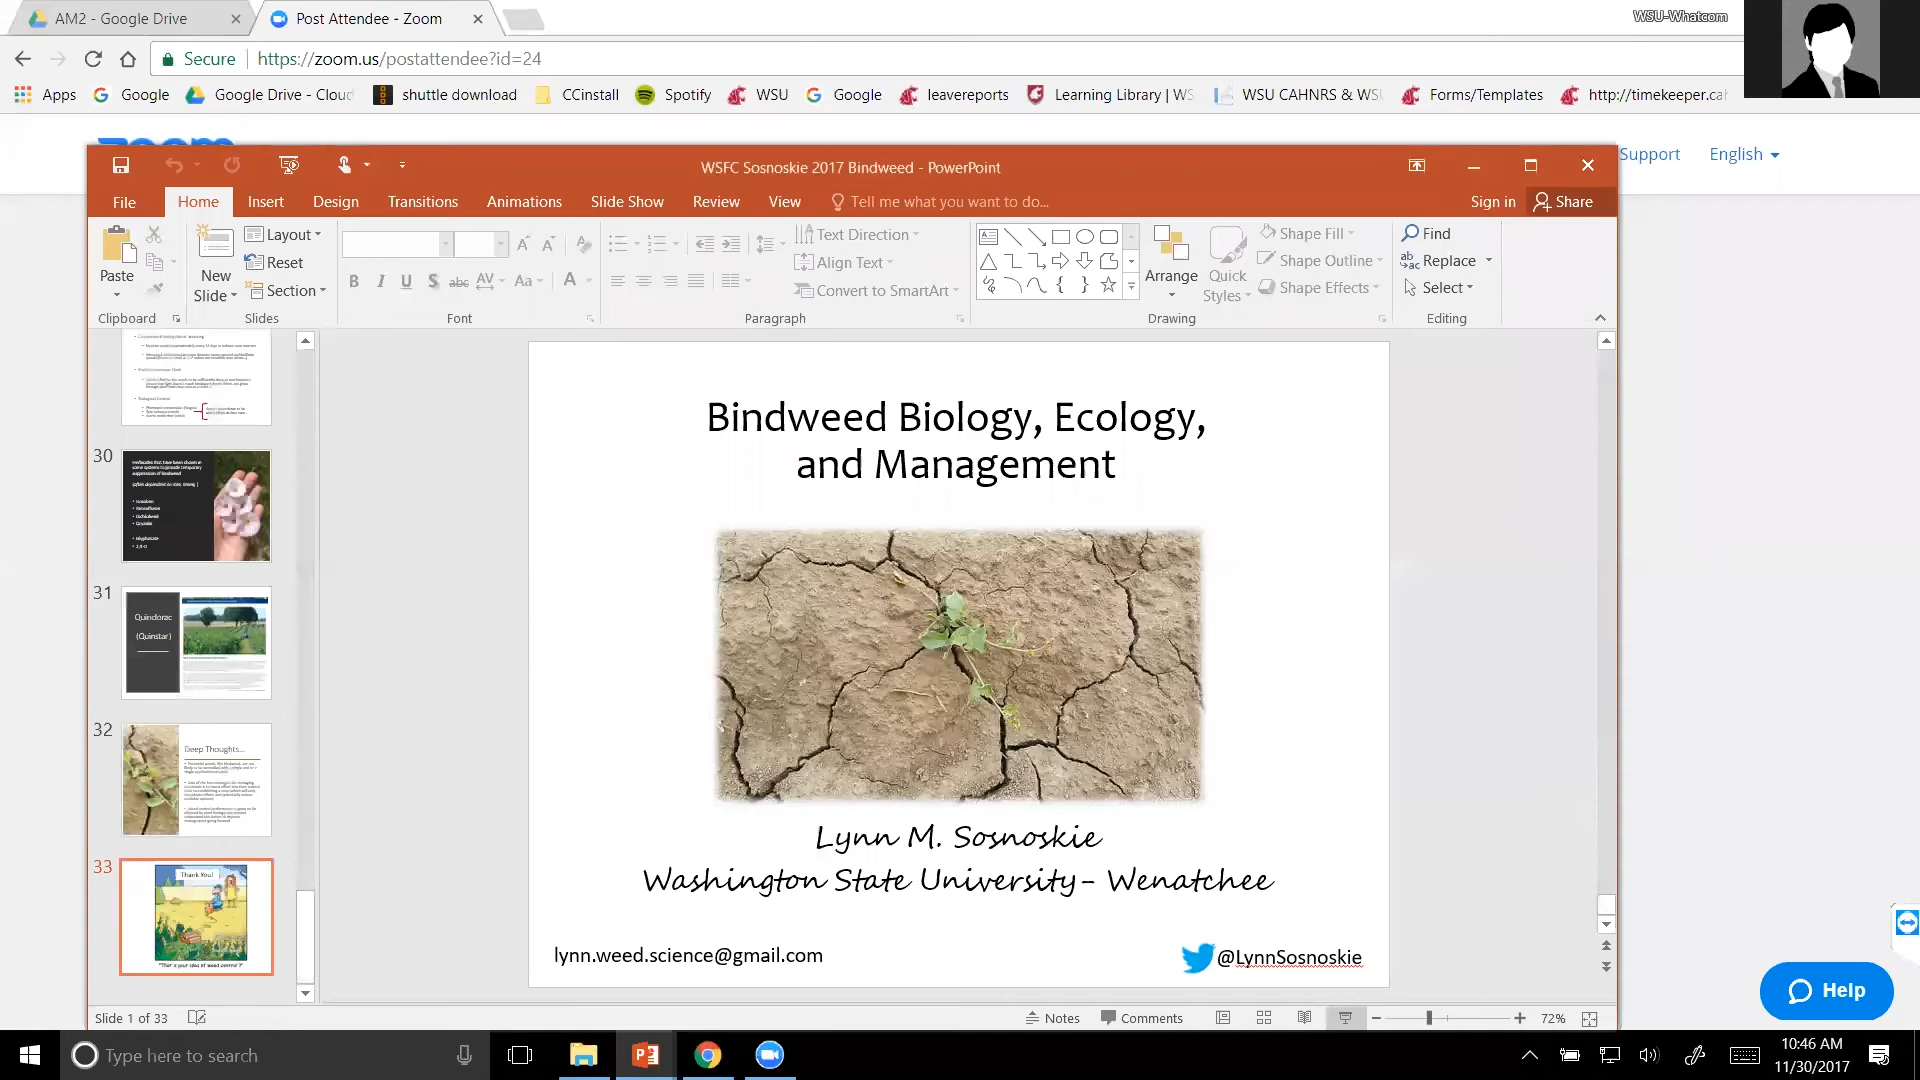 AM2 - Google Drive
Post Attendee - Zoom
WSU-Whatcom
Secure
https://zoom.us/postattendee?id=24
Apps
Google
Google Drive - Cloud
shuttle download
CCinstall
Spotify
WSU
Google
leavereports
Learning Library | WS
WSU CAHNRS & WS
Forms/Templates
http://timekeeper.cah
zoom
Support
English
WSFC Sosnoskie 2017 Bindweed - PowerPoint
File
Home
Insert
Design
Transitions
Animations
Slide Show
Review
View
Tell me what you want to do...
Sign in
Share
Paste
New
Slide
Layout
Reset
Section
B I U S abc AV Aa A
Text Direction
Align Text
Convert to SmartArt
Arrange
Quick
Styles
Shape Fill
Shape Outline
Shape Effects
Find
Replace
Select
Clipboard
Slides
Font
Paragraph
Drawing
Editing
30
31
Quinclorac
(Quinstar)
32
Deep Thoughts...
33
Thank You!
"That is your idea of weed control?"
Bindweed Biology, Ecology,
and Management
Lynn M. Sosnoskie
Washington State University- Wenatchee
lynn.weed.science@gmail.com
@LynnSosnoskie
Help
Slide 1 of 33
Notes
Comments
72%
Type here to search
10:46 AM
11/30/2017